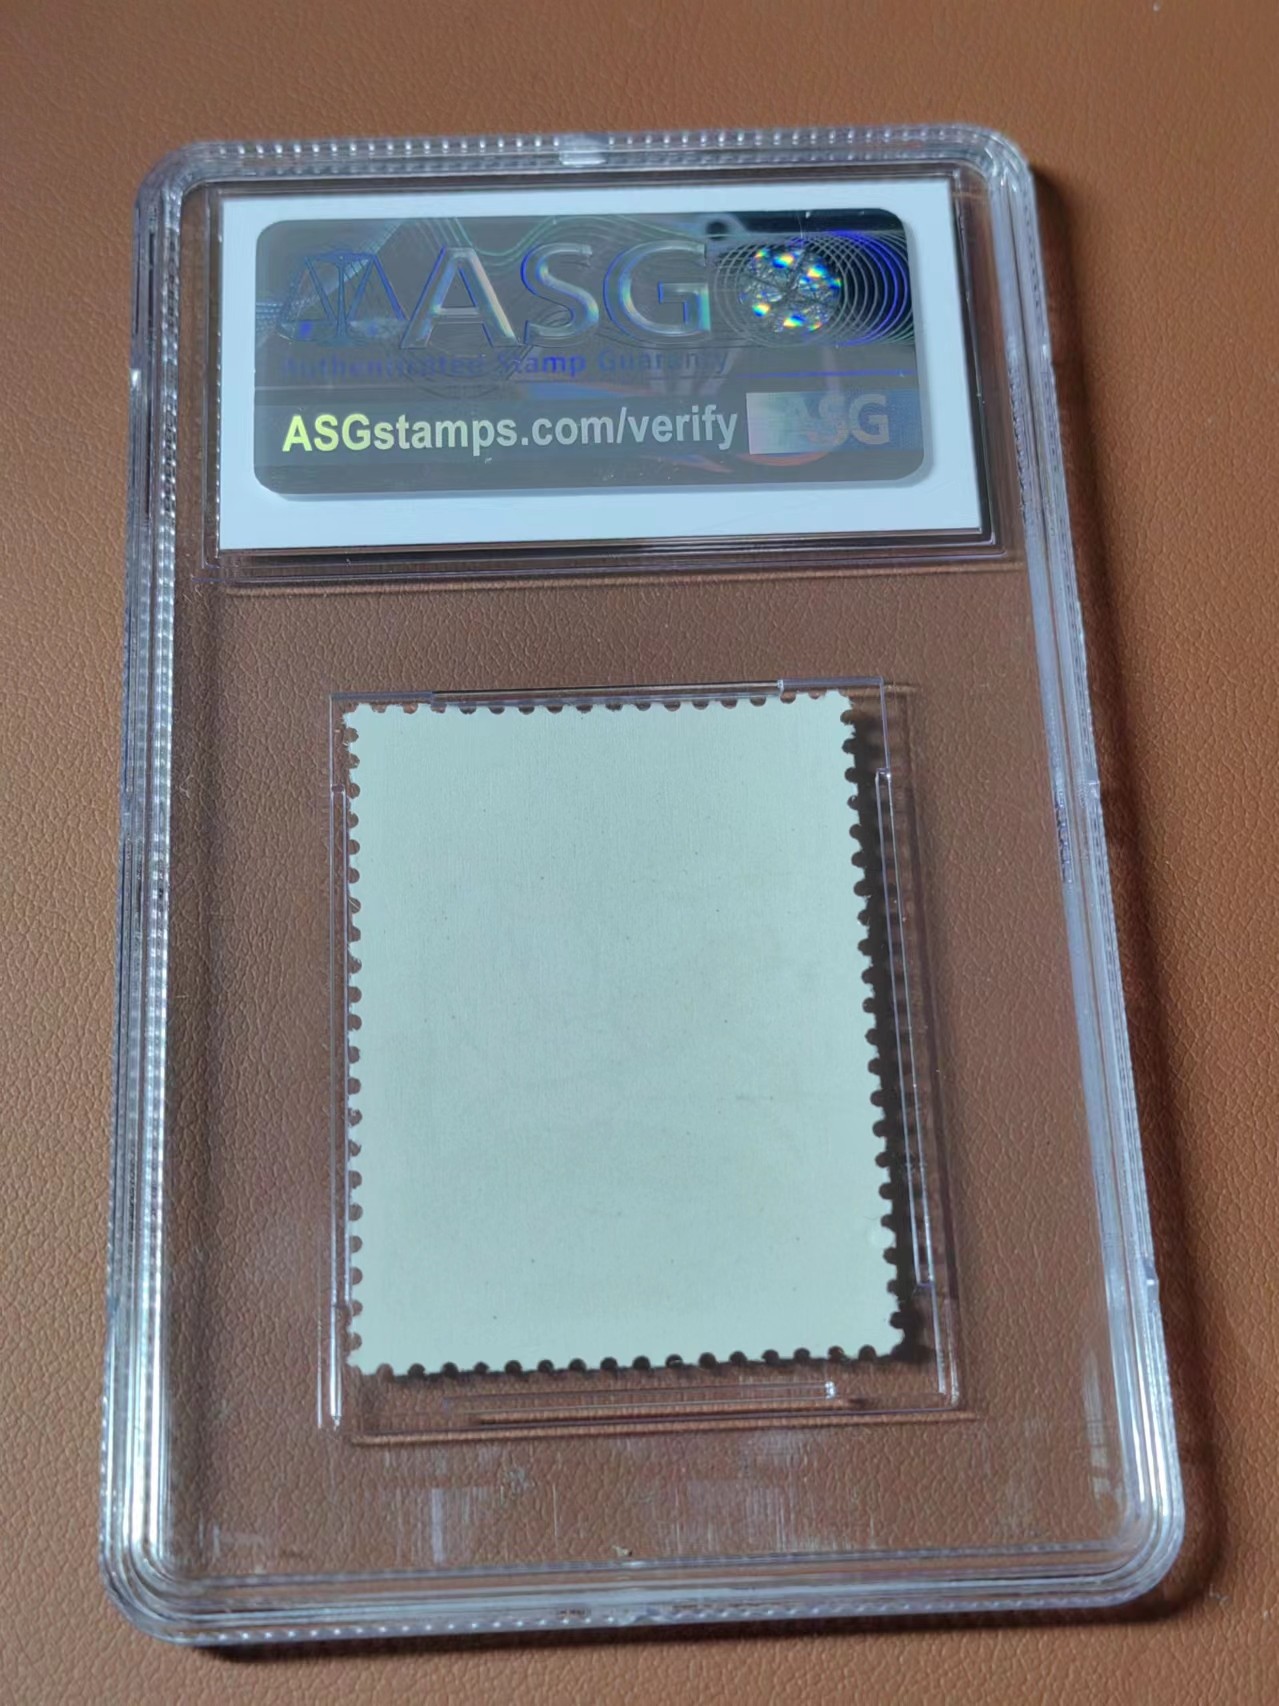 ASG
Authenticated Stamp Guaranty
ASGstamps.com/verify ASG